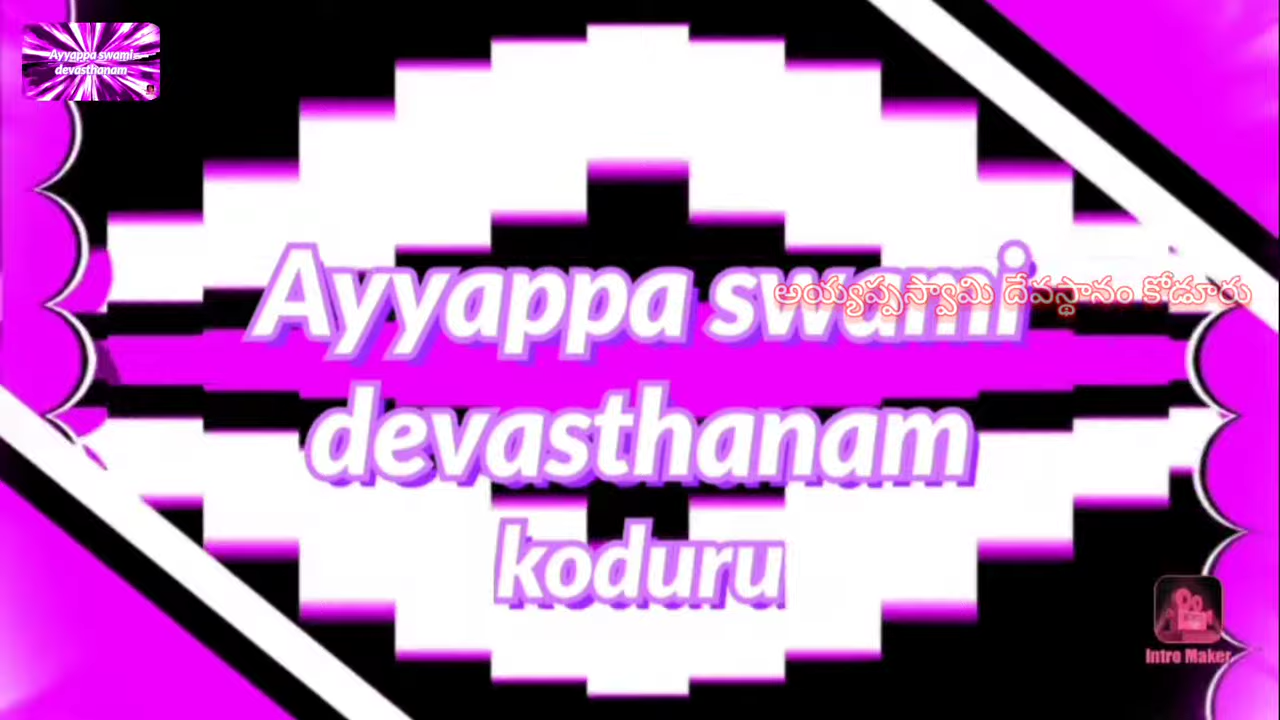 Ayyappa swami
devasthanam
Ayyappa swami
అయ్యప్పస్వామి దేవస్థానం కోడూరు
devasthanam
koduru
Intro Maker